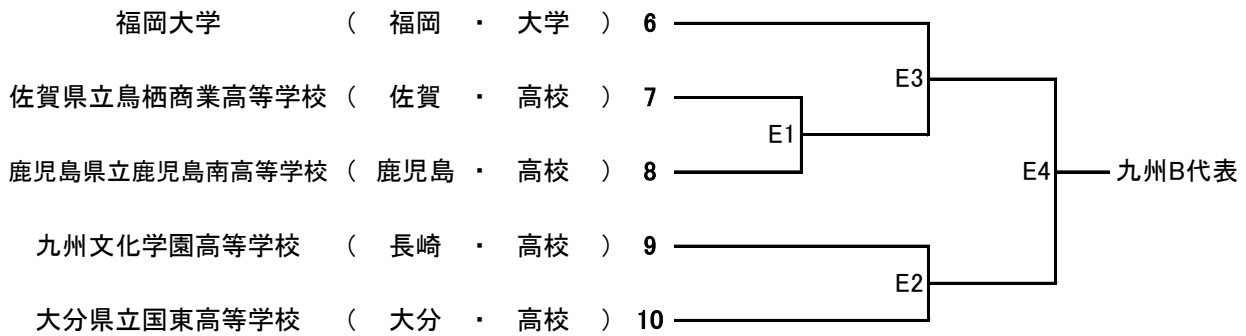 福岡大学 ( 福岡 ・ 大学 ) 6
E3
佐賀県立鳥栖商業高等学校 ( 佐賀 ・ 高校 ) 7
E1
鹿児島県立鹿児島南高等学校 ( 鹿児島 ・ 高校 ) 8
E4 九州B代表
九州文化学園高等学校 ( 長崎 ・ 高校 ) 9
E2
大分県立国東高等学校 ( 大分 ・ 高校 ) 10